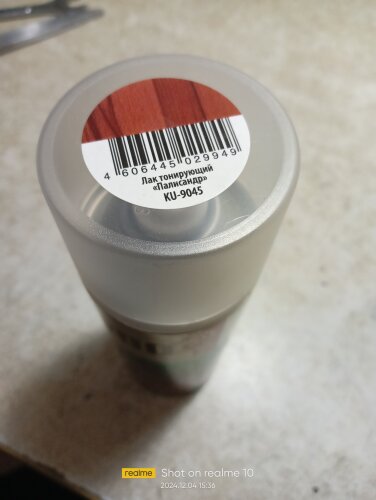 4 606445 029949
Лак тонирующий
«Палисандр»
KU-9045
realme
Shot on realme 10
2024.12.04 15:36